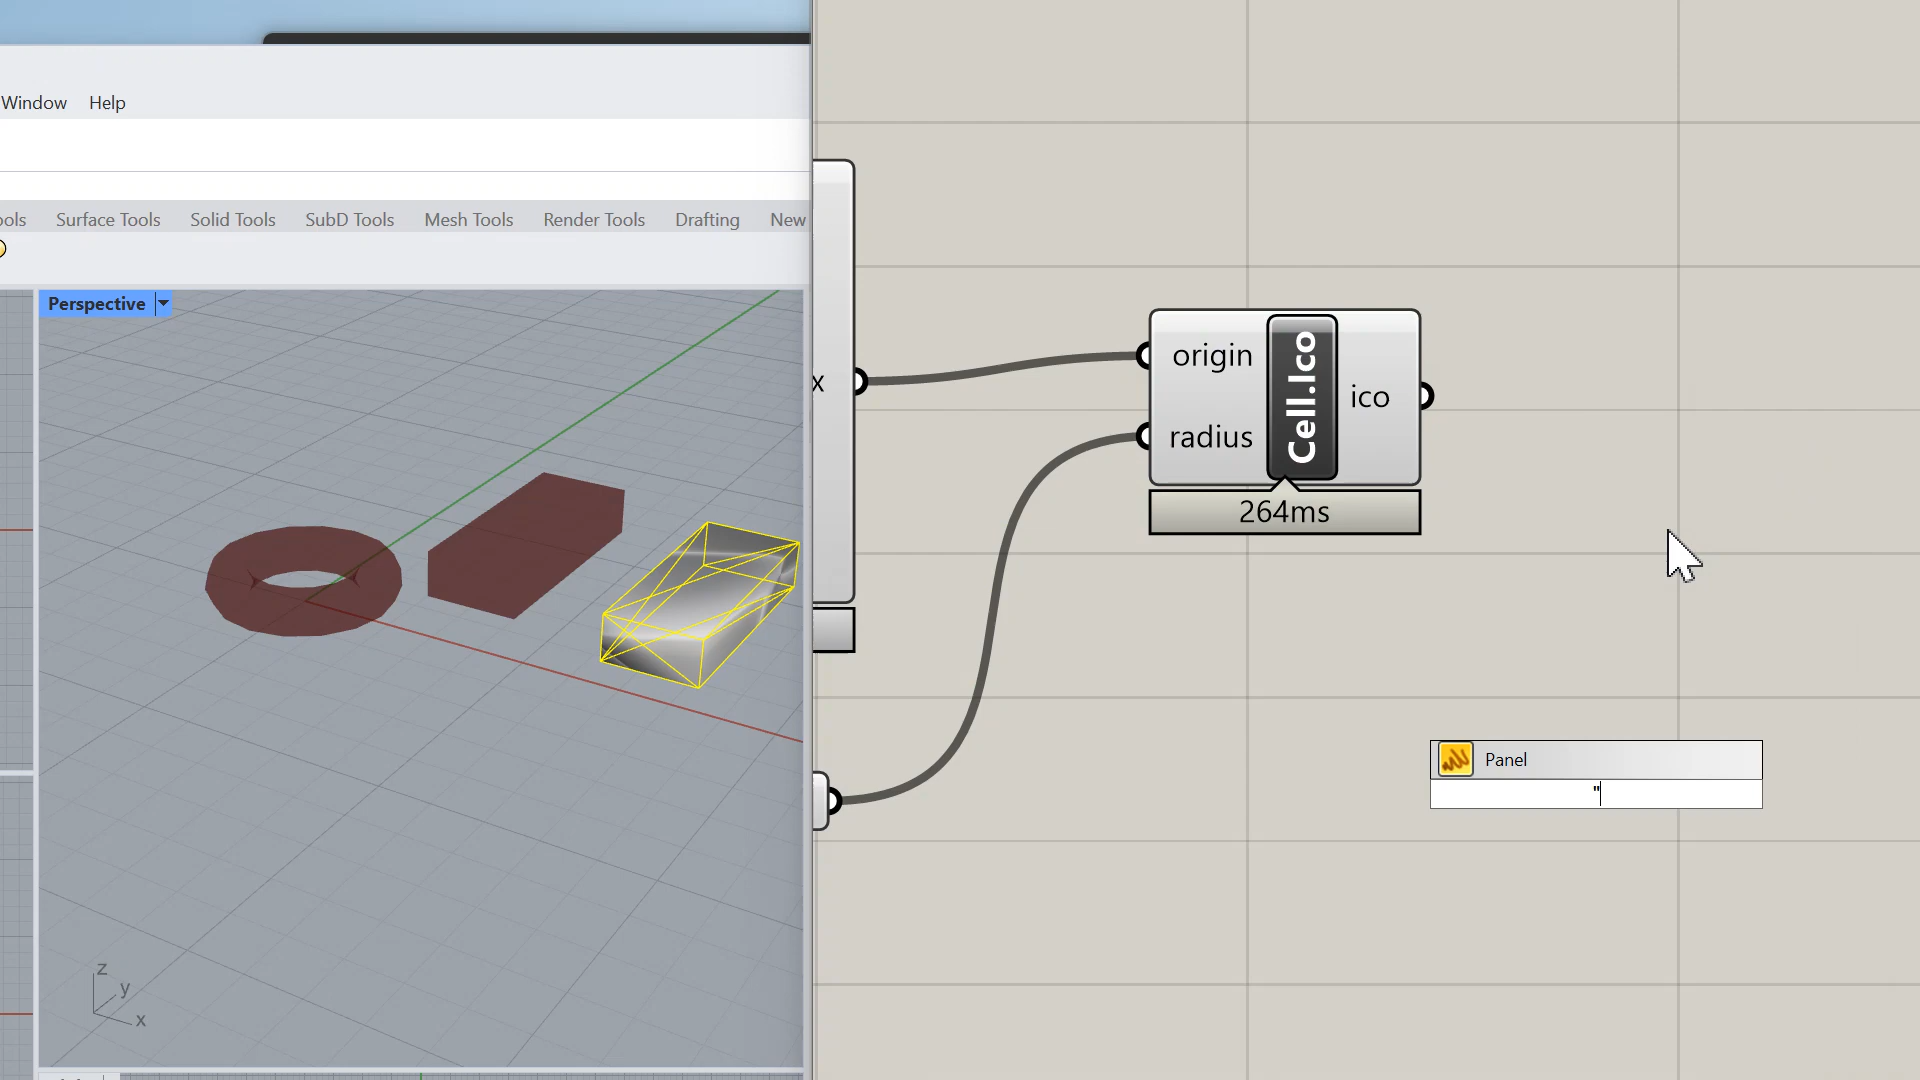 Window Help
ools Surface Tools Solid Tools SubD Tools Mesh Tools Render Tools Drafting New
Perspective
z
y
x
x
origin
radius
Cell.Ico
ico
264ms
Panel
"